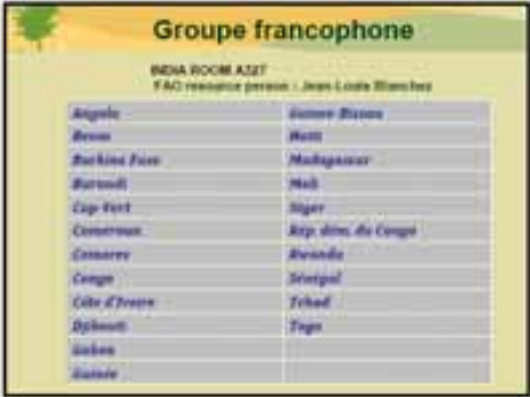 Groupe francophone
INDIA ROOM A327
FAO resource person : Jean-Louis Blanchez
Angola
Guinée-Bissau
Bénin
Haïti
Burkina Faso
Madagascar
Burundi
Mali
Cap-Vert
Niger
Cameroun
Rép. dém. du Congo
Comores
Rwanda
Congo
Sénégal
Côte d'Ivoire
Tchad
Djibouti
Togo
Gabon
Guinée